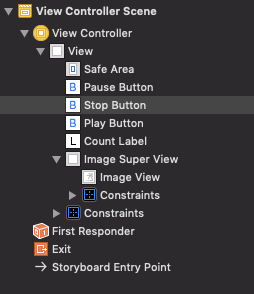 View Controller Scene
View Controller
View
Safe Area
B Pause Button
B Stop Button
B Play Button
L Count Label
Image Super View
Image View
Constraints
Constraints
First Responder
Exit
Storyboard Entry Point